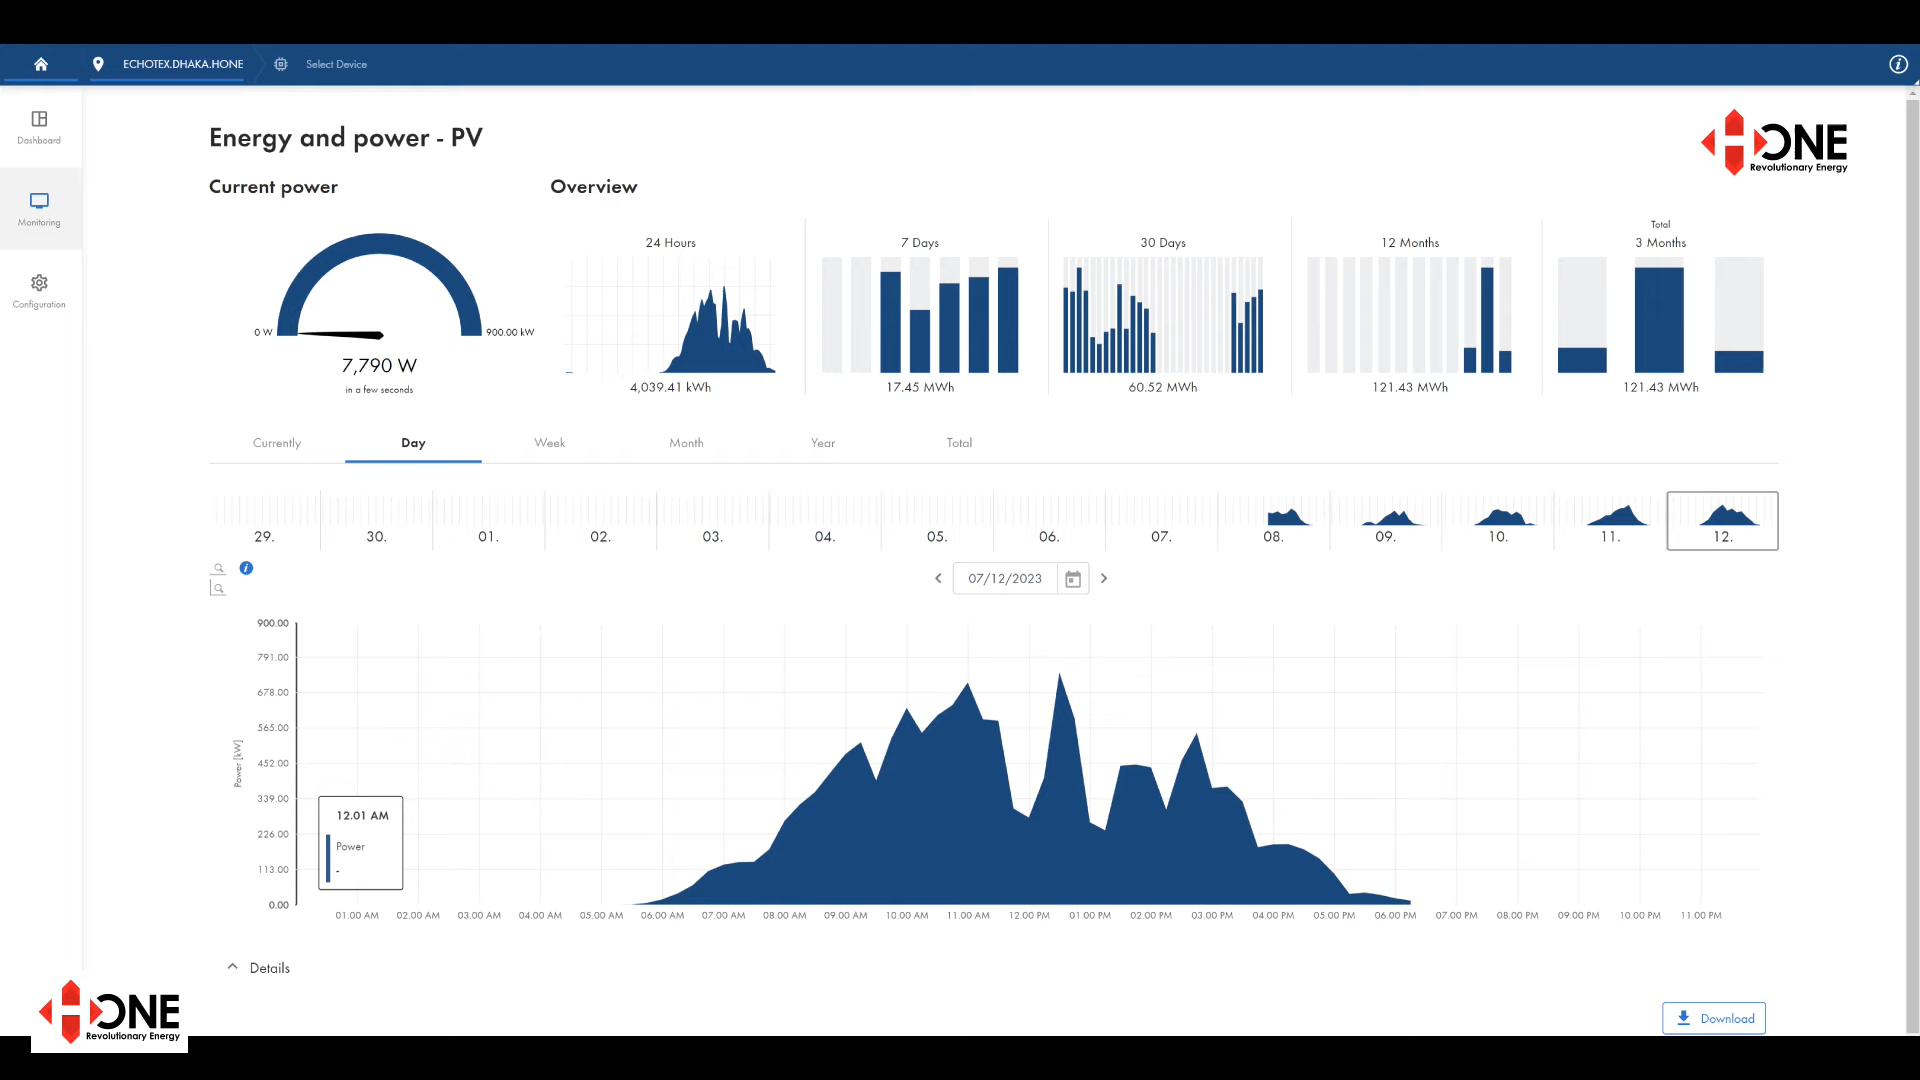 ECHOTEX.DHAKA.HONE
Select Device
Dashboard
Monitoring
Configuration
Energy and power - PV
HONE
Revolutionary Energy
Current power
Overview
0 W
900.00 kW
7,790 W
in a few seconds
24 Hours
4,039.41 kWh
7 Days
17.45 MWh
30 Days
60.52 MWh
12 Months
121.43 MWh
Total
3 Months
121.43 MWh
Currently
Day
Week
Month
Year
Total
29.
30.
01.
02.
03.
04.
05.
06.
07.
08.
09.
10.
11.
12.
07/12/2023
Power [kW]
900.00
791.00
678.00
565.00
452.00
339.00
226.00
113.00
0.00
12.01 AM
Power
-
01.00 AM
02.00 AM
03.00 AM
04.00 AM
05.00 AM
06.00 AM
07.00 AM
08.00 AM
09.00 AM
10.00 AM
11.00 AM
12.00 PM
01.00 PM
02.00 PM
03.00 PM
04.00 PM
05.00 PM
06.00 PM
07.00 PM
08.00 PM
09.00 PM
10.00 PM
11.00 PM
Details
HONE
Revolutionary Energy
Download